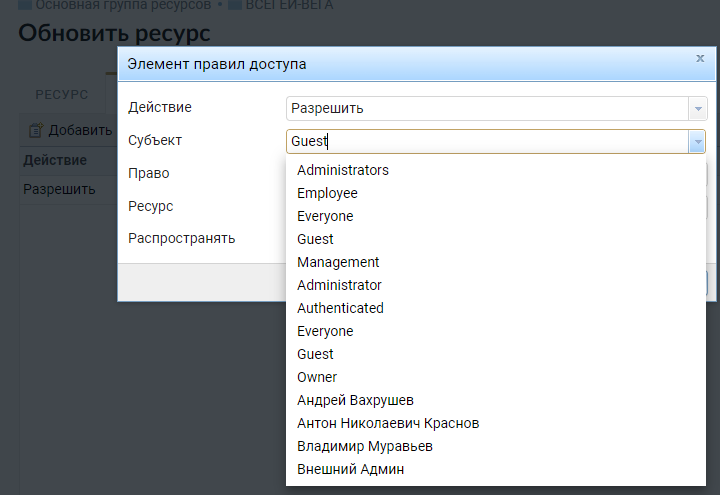 Основная группа ресурсов • ВСЕГЕИ-ВЕГА
Обновить ресурс
Элемент правил доступа
x
РЕСУРС
Действие
Разрешить
Добавить
Субъект
Guest
Действие
Право
Разрешить
Ресурс
Распространять
Administrators
Employee
Everyone
Guest
Management
Administrator
Authenticated
Everyone
Guest
Owner
Андрей Вахрушев
Антон Николаевич Краснов
Владимир Муравьев
Внешний Админ